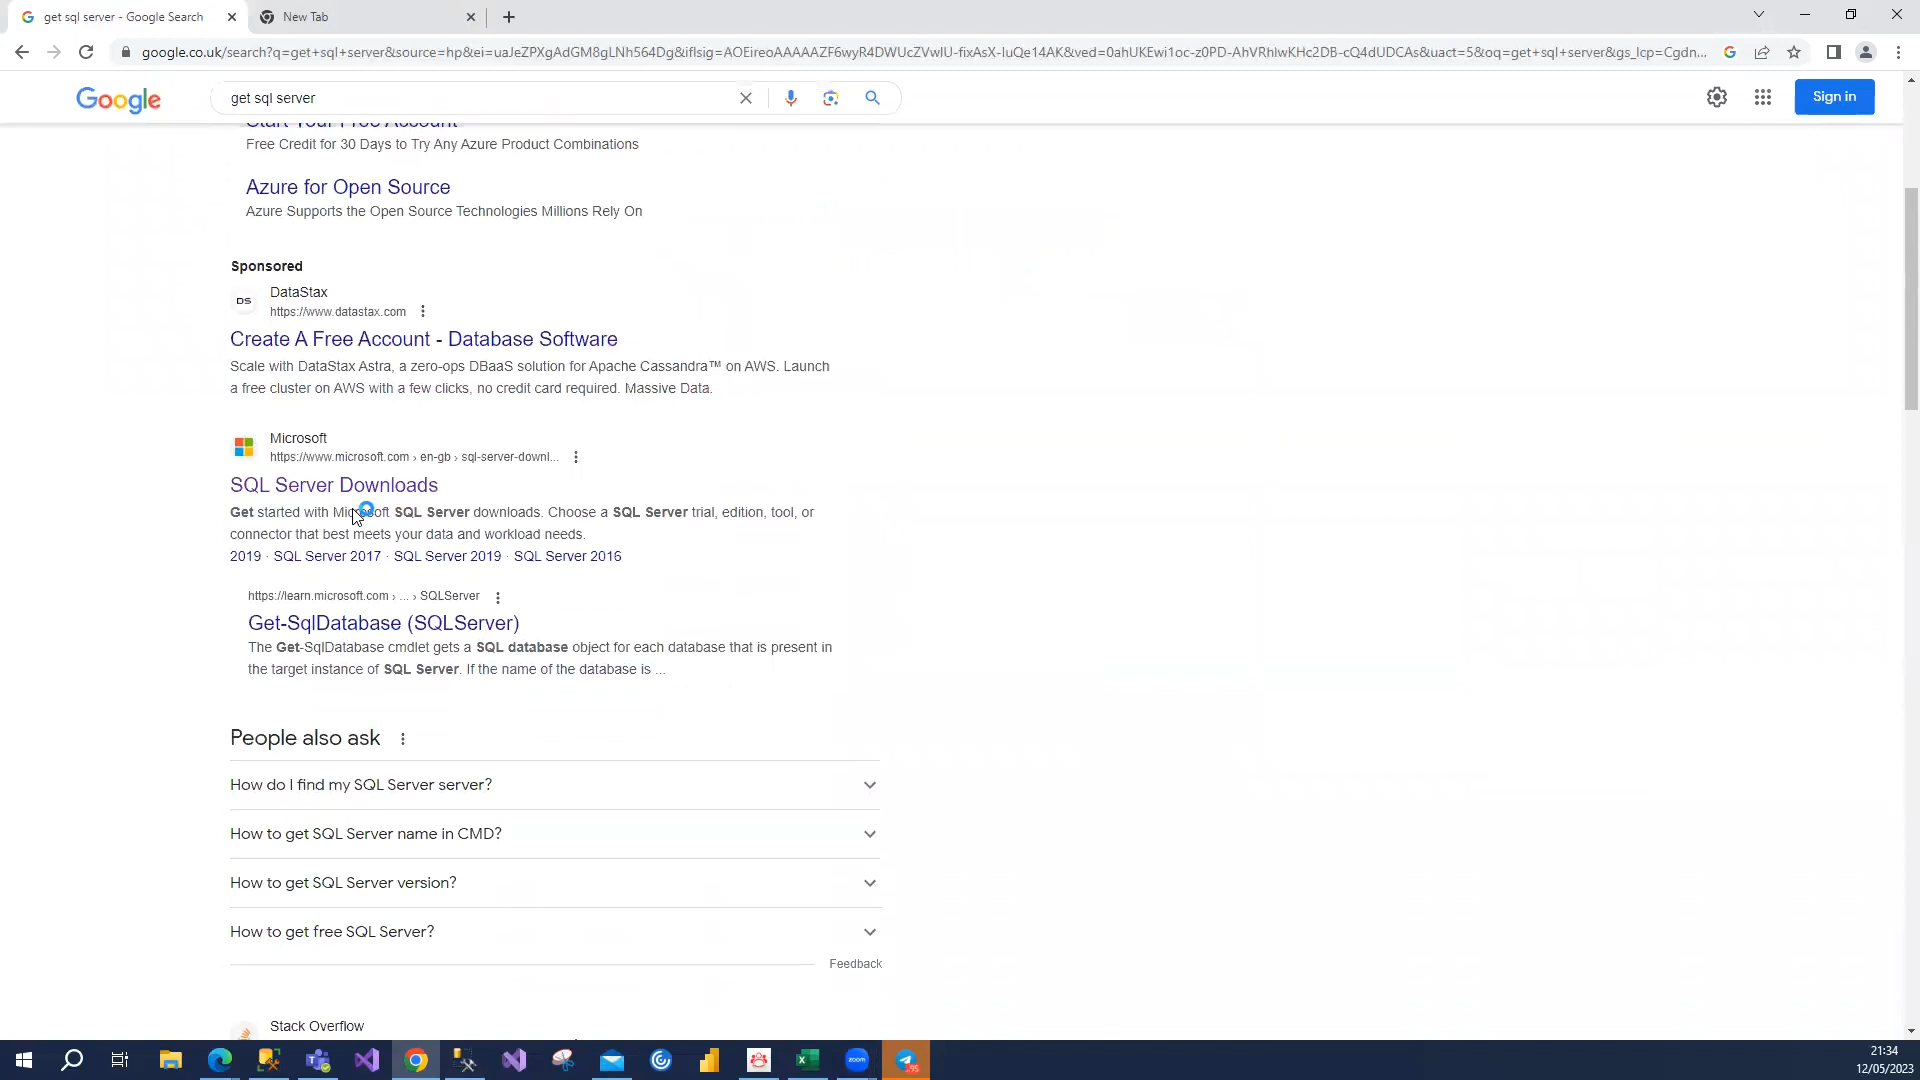 get sql server - Google Search
New Tab
google.co.uk/search?q=get+sql+server&source=hp&ei=uaJeZPXgAdGM8gLNh564Dg&iflsig=AOEireoAAAAAZF6wyR4DWUcZVwIU-fixAsX-IuQe14AK&ved=0ahUKEwi1oc-z0PD-AhVRhIwKHc2DB-cQ4dUDCAs&uact=5&oq=get+sql+server&gs_lcp=Cgdn...
Google
get sql server
Sign in
Start Your Free Account
Free Credit for 30 Days to Try Any Azure Product Combinations
Azure for Open Source
Azure Supports the Open Source Technologies Millions Rely On
Sponsored
DS
DataStax
https://www.datastax.com
Create A Free Account - Database Software
Scale with DataStax Astra, a zero-ops DBaaS solution for Apache Cassandra™ on AWS. Launch
a free cluster on AWS with a few clicks, no credit card required. Massive Data.
Microsoft
https://www.microsoft.com › en-gb › sql-server-downl...
SQL Server Downloads
Get started with Microsoft SQL Server downloads. Choose a SQL Server trial, edition, tool, or
connector that best meets your data and workload needs.
2019 · SQL Server 2017 · SQL Server 2019 · SQL Server 2016
https://learn.microsoft.com › ... › SQLServer
Get-SqlDatabase (SQLServer)
The Get-SqlDatabase cmdlet gets a SQL database object for each database that is present in
the target instance of SQL Server. If the name of the database is ...
People also ask
How do I find my SQL Server server?
How to get SQL Server name in CMD?
How to get SQL Server version?
How to get free SQL Server?
Feedback
Stack Overflow
zoom
95
21:34
12/05/2023